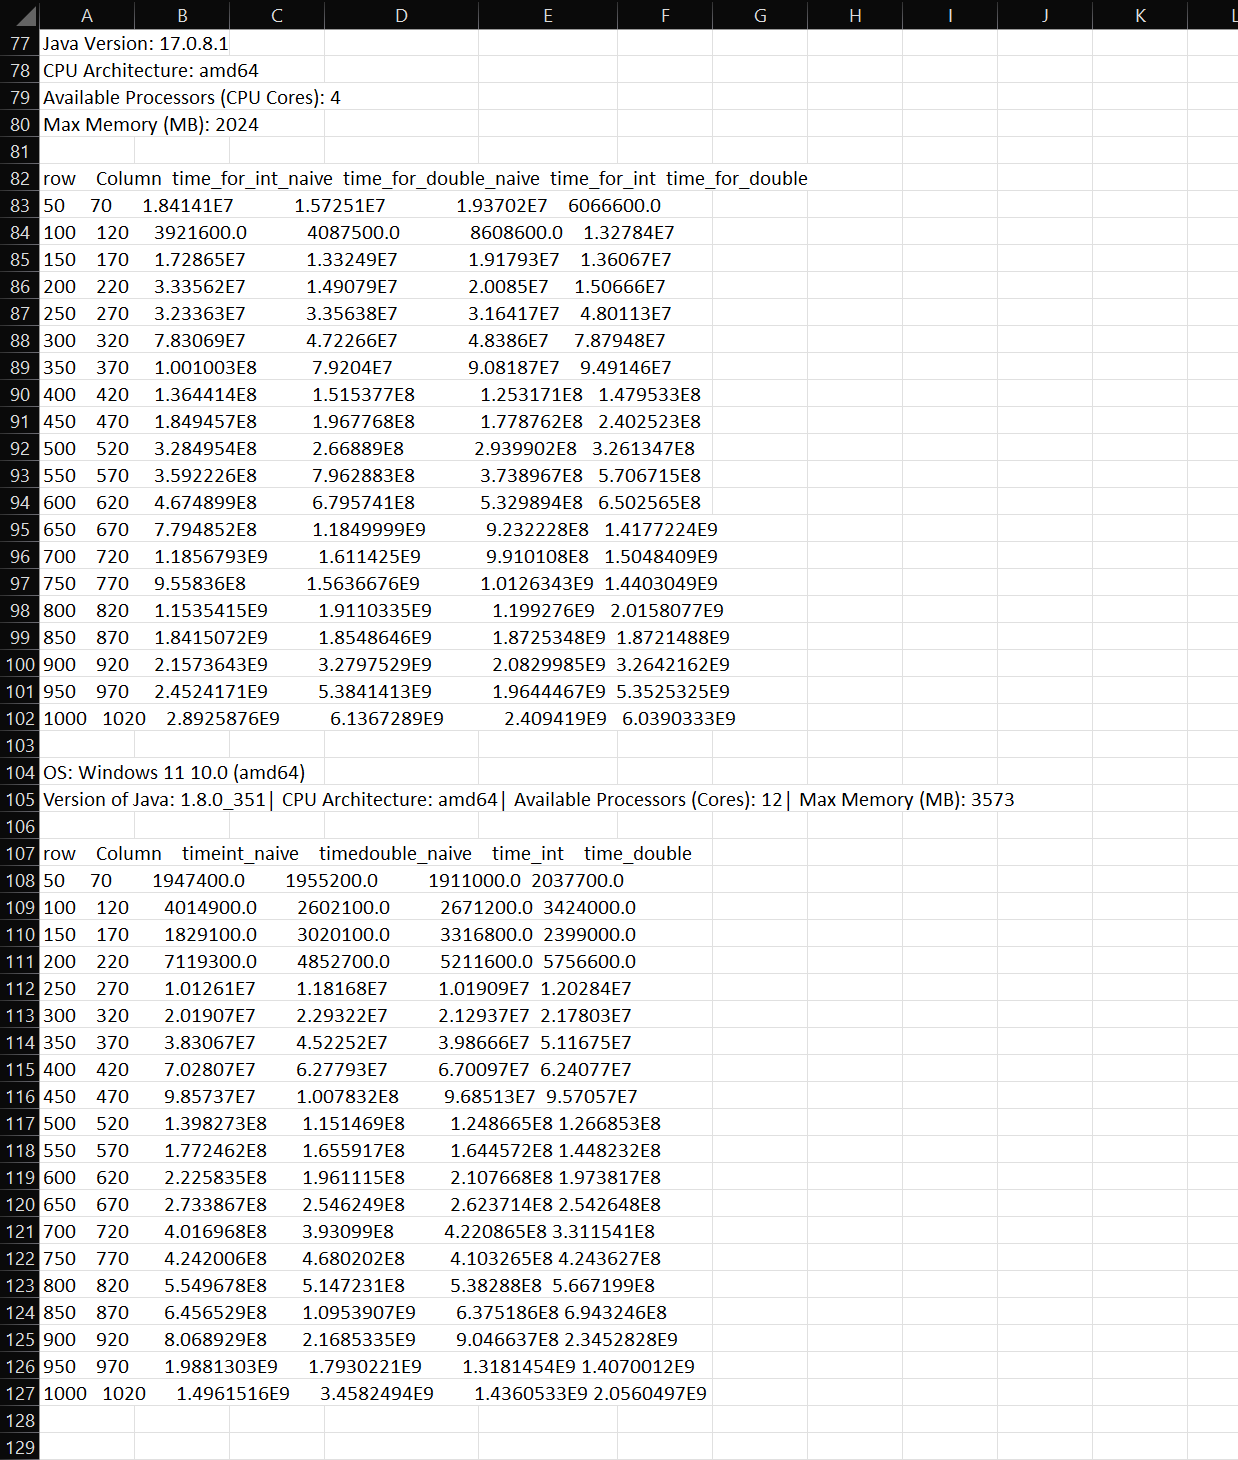 A B C D E F G H I J K L
77 Java Version: 17.0.8.1
78 CPU Architecture: amd64
79 Available Processors (CPU Cores): 4
80 Max Memory (MB): 2024
81
82 row Column time_for_int_naive time_for_double_naive time_for_int time_for_double
83 50 70 1.84141E7 1.57251E7 1.93702E7 6066600.0
84 100 120 3921600.0 4087500.0 8608600.0 1.32784E7
85 150 170 1.72865E7 1.33249E7 1.91793E7 1.36067E7
86 200 220 3.33562E7 1.49079E7 2.0085E7 1.50666E7
87 250 270 3.23363E7 3.35638E7 3.16417E7 4.80113E7
88 300 320 7.83069E7 4.72266E7 4.8386E7 7.87948E7
89 350 370 1.001003E8 7.9204E7 9.08187E7 9.49146E7
90 400 420 1.364414E8 1.515377E8 1.253171E8 1.479533E8
91 450 470 1.849457E8 1.967768E8 1.778762E8 2.402523E8
92 500 520 3.284954E8 2.66889E8 2.939902E8 3.261347E8
93 550 570 3.592226E8 7.962883E8 3.738967E8 5.706715E8
94 600 620 4.674899E8 6.795741E8 5.329894E8 6.502565E8
95 650 670 7.794852E8 1.1849999E9 9.232228E8 1.4177224E9
96 700 720 1.1856793E9 1.611425E9 9.910108E8 1.5048409E9
97 750 770 9.55836E8 1.5636676E9 1.0126343E9 1.4403049E9
98 800 820 1.1535415E9 1.9110335E9 1.199276E9 2.0158077E9
99 850 870 1.8415072E9 1.8548646E9 1.8725348E9 1.8721488E9
100 900 920 2.1573643E9 3.2797529E9 2.0829985E9 3.2642162E9
101 950 970 2.4524171E9 5.3841413E9 1.9644467E9 5.3525325E9
102 1000 1020 2.8925876E9 6.1367289E9 2.409419E9 6.0390333E9
103
104 OS: Windows 11 10.0 (amd64)
105 Version of Java: 1.8.0_351| CPU Architecture: amd64| Available Processors (Cores): 12| Max Memory (MB): 3573
106
107 row Column timeint_naive timedouble_naive time_int time_double
108 50 70 1947400.0 1955200.0 1911000.0 2037700.0
109 100 120 4014900.0 2602100.0 2671200.0 3424000.0
110 150 170 1829100.0 3020100.0 3316800.0 2399000.0
111 200 220 7119300.0 4852700.0 5211600.0 5756600.0
112 250 270 1.01261E7 1.18168E7 1.01909E7 1.20284E7
113 300 320 2.01907E7 2.29322E7 2.12937E7 2.17803E7
114 350 370 3.83067E7 4.52252E7 3.98666E7 5.11675E7
115 400 420 7.02807E7 6.27793E7 6.70097E7 6.24077E7
116 450 470 9.85737E7 1.007832E8 9.68513E7 9.57057E7
117 500 520 1.398273E8 1.151469E8 1.248665E8 1.266853E8
118 550 570 1.772462E8 1.655917E8 1.644572E8 1.448232E8
119 600 620 2.225835E8 1.961115E8 2.107668E8 1.973817E8
120 650 670 2.733867E8 2.546249E8 2.623714E8 2.542648E8
121 700 720 4.016968E8 3.93099E8 4.220865E8 3.311541E8
122 750 770 4.242006E8 4.680202E8 4.103265E8 4.243627E8
123 800 820 5.549678E8 5.147231E8 5.38288E8 5.667199E8
124 850 870 6.456529E8 1.0953907E9 6.375186E8 6.943246E8
125 900 920 8.068929E8 2.1685335E9 9.046637E8 2.3452828E9
126 950 970 1.9881303E9 1.7930221E9 1.3181454E9 1.4070012E9
127 1000 1020 1.4961516E9 3.4582494E9 1.4360533E9 2.0560497E9
128
129